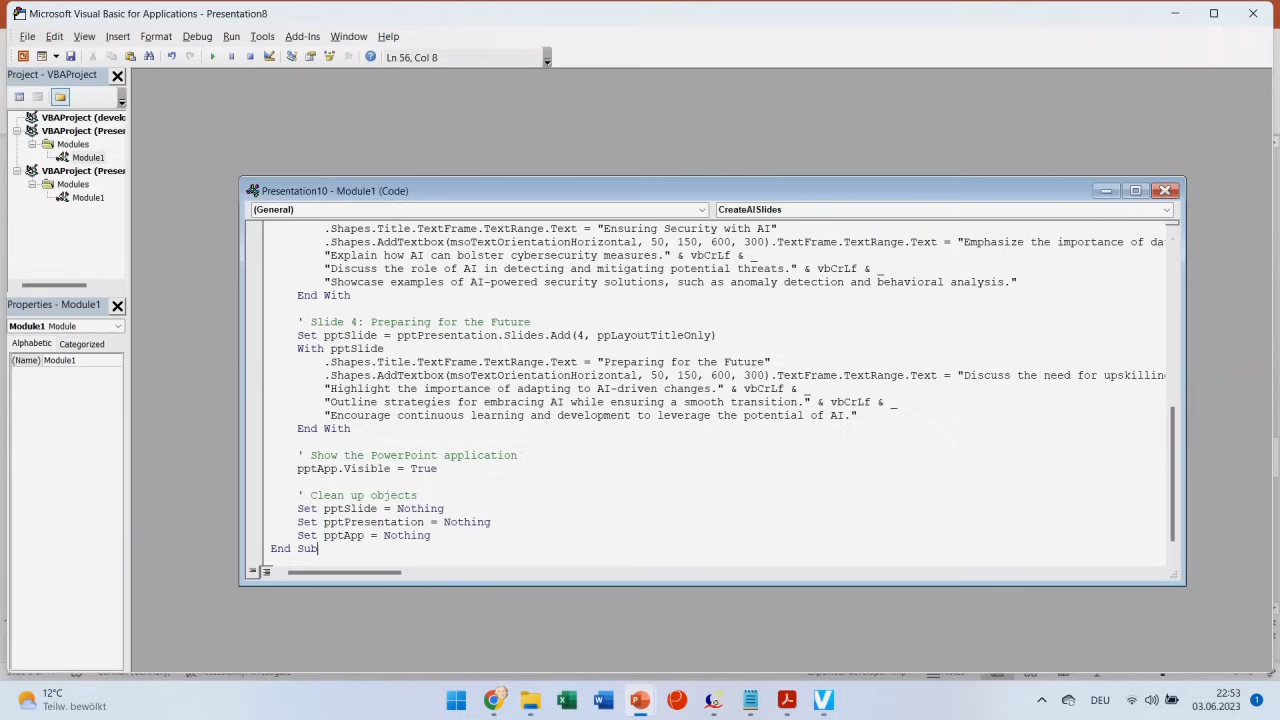 Microsoft Visual Basic for Applications - Presentation8
File Edit View Insert Format Debug Run Tools Add-Ins Window Help
Ln 56, Col 8
Project - VBAProject
VBAProject (develo
VBAProject (Preser
Modules
Module1
VBAProject (Preser
Modules
Module1
Properties - Module1
Module1 Module
Alphabetic Categorized
(Name) Module1
Presentation10 - Module1 (Code)
(General) CreateAISlides
.Shapes.Title.TextFrame.TextRange.Text = "Ensuring Security with AI"
.Shapes.AddTextbox(msoTextOrientationHorizontal, 50, 150, 600, 300).TextFrame.TextRange.Text = "Emphasize the importance of da
"Explain how AI can bolster cybersecurity measures." & vbCrLf & _
"Discuss the role of AI in detecting and mitigating potential threats." & vbCrLf & _
"Showcase examples of AI-powered security solutions, such as anomaly detection and behavioral analysis."
End With
' Slide 4: Preparing for the Future
Set pptSlide = pptPresentation.Slides.Add(4, ppLayoutTitleOnly)
With pptSlide
.Shapes.Title.TextFrame.TextRange.Text = "Preparing for the Future"
.Shapes.AddTextbox(msoTextOrientationHorizontal, 50, 150, 600, 300).TextFrame.TextRange.Text = "Discuss the need for upskilling
"Highlight the importance of adapting to AI-driven changes." & vbCrLf & _
"Outline strategies for embracing AI while ensuring a smooth transition." & vbCrLf & _
"Encourage continuous learning and development to leverage the potential of AI."
End With
' Show the PowerPoint application
pptApp.Visible = True
' Clean up objects
Set pptSlide = Nothing
Set pptPresentation = Nothing
Set pptApp = Nothing
End Sub
12°C
Teilw. bewölkt
DEU
22:53
03.06.2023